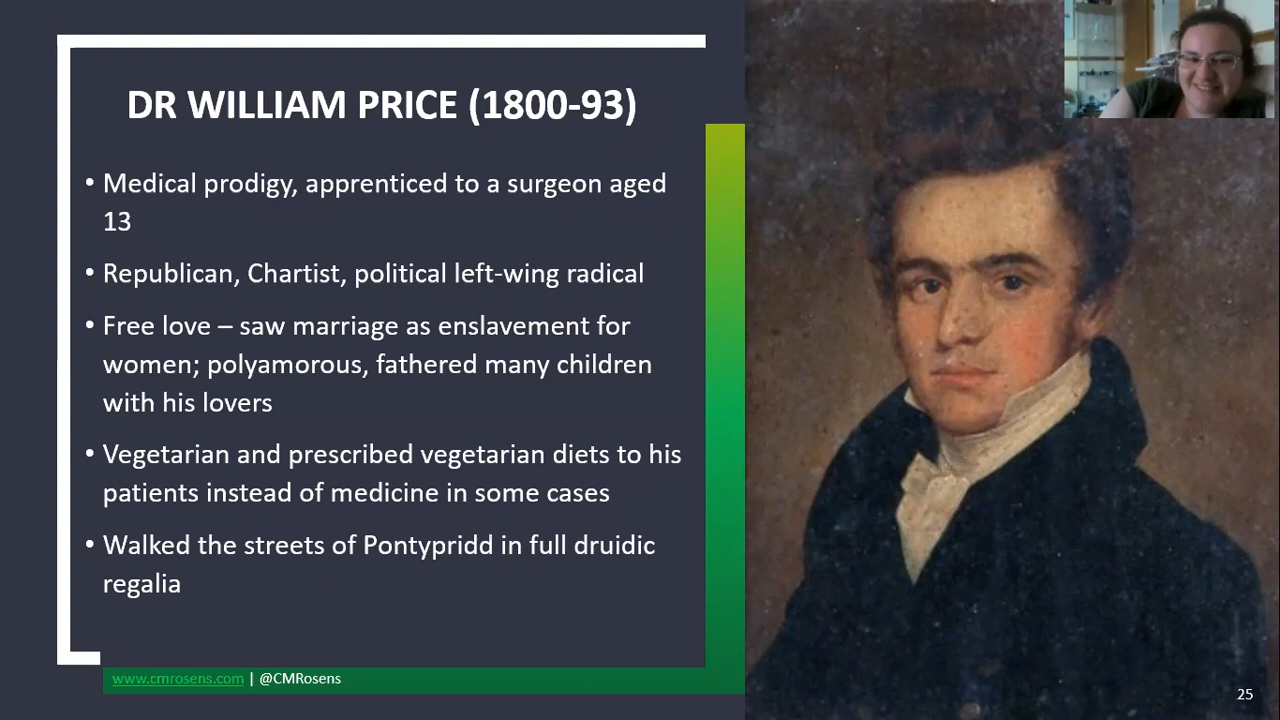 DR WILLIAM PRICE (1800-93)
• Medical prodigy, apprenticed to a surgeon aged
13
• Republican, Chartist, political left-wing radical
• Free love – saw marriage as enslavement for
women; polyamorous, fathered many children
with his lovers
• Vegetarian and prescribed vegetarian diets to his
patients instead of medicine in some cases
• Walked the streets of Pontypridd in full druidic
regalia
www.cmrosens.com | @CMRosens
25